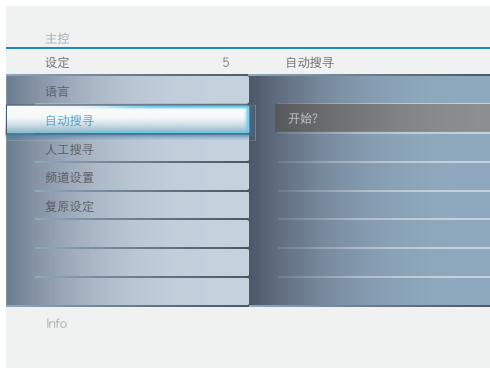 主控
设定 5 自动搜寻
语言
自动搜寻 开始?
人工搜寻
频道设置
复原设定
Info